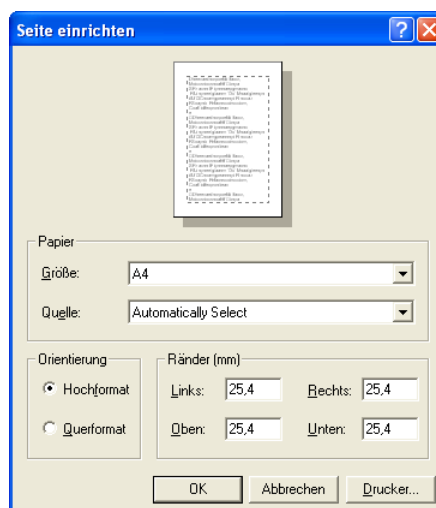 Seite einrichten
Papier
Größe: A4
Quelle: Automatically Select
Orientierung
Hochformat
Querformat
Ränder (mm)
Links: 25,4 Rechts: 25,4
Oben: 25,4 Unten: 25,4
OK Abbrechen Drucker...